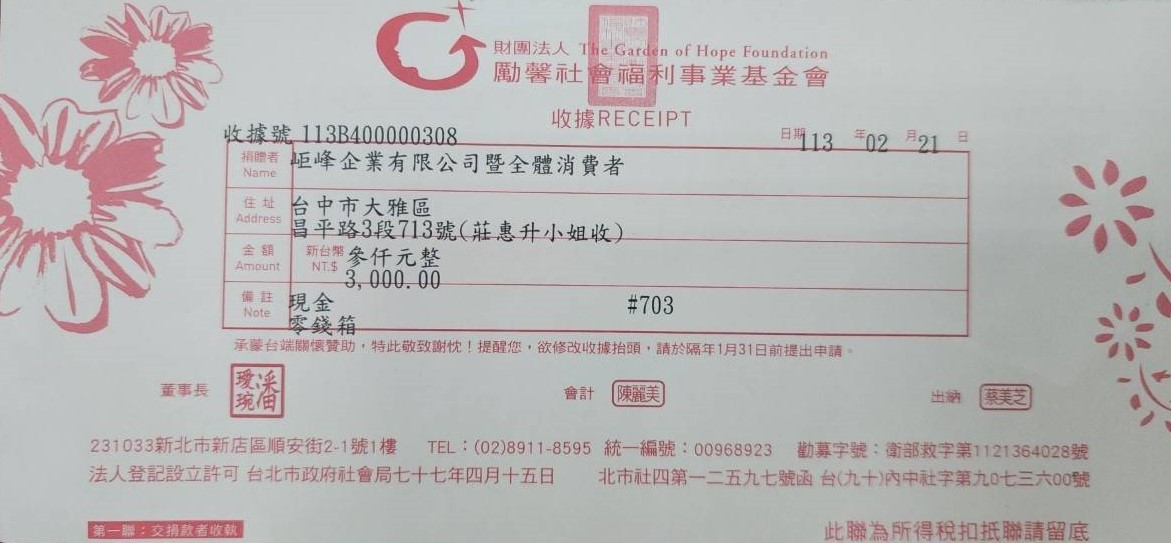 財團法人 The Garden of Hope Foundation
勵馨社會福利事業基金會
收據RECEIPT
收據號 113B400000308
日期 113 年 02 月 21 日
捐贈者 Name 岠峰企業有限公司暨全體消費者
住址 Address 台中市大雅區
昌平路3段713號(莊惠升小姐收)
金額 Amount 新台幣 NT.$ 參仟元整
3,000.00
備註 Note 現金 #703
零錢箱
承蒙台端關懷贊助,特此敬致謝忱!提醒您,欲修改收據抬頭,請於隔年1月31日前提出申請。
董事長 會計 陳麗美 出納 蔡美芝
231033新北市新店區順安街2-1號1樓 TEL:(02)8911-8595 統一編號:00968923 勸募字號:衛部救字第1121364028號
法人登記設立許可 台北市政府社會局七十七年四月十五日 北市社四第一二五九七號函 台(九十)內中社字第九0七三六00號
第一聯:交捐款者收執
此聯為所得稅扣抵聯請留底